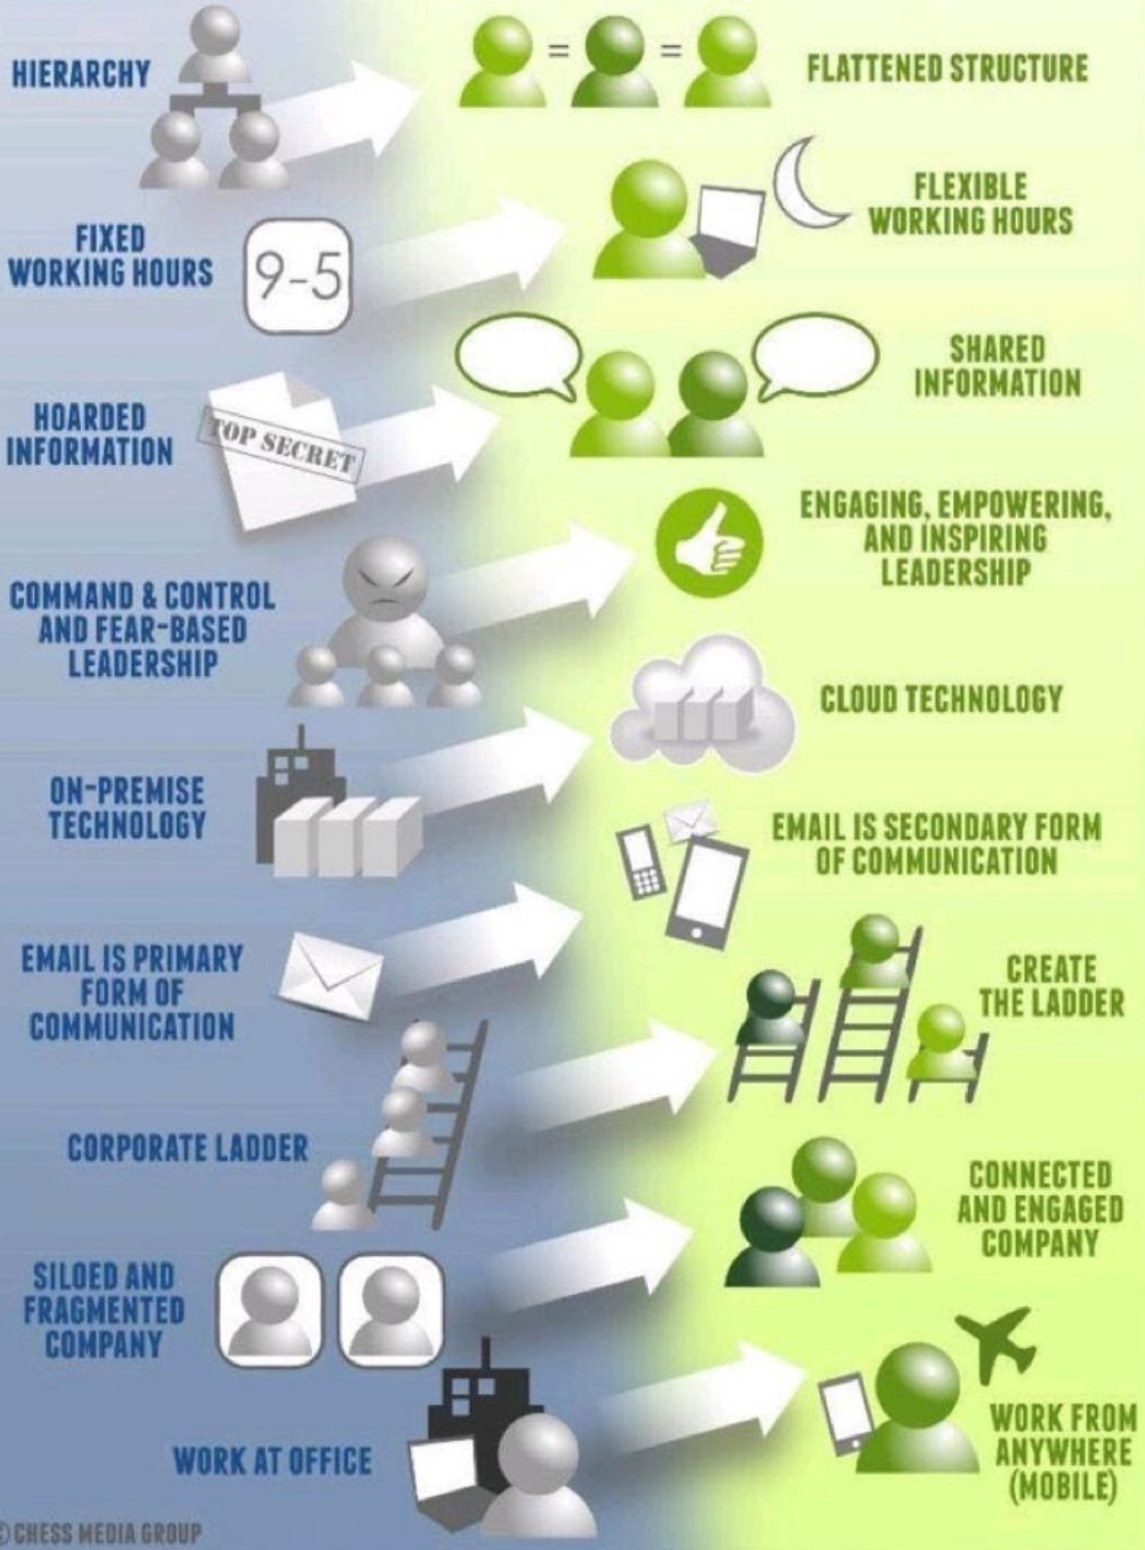 HIERARCHY
FLATTENED STRUCTURE
FIXED
WORKING HOURS
9-5
FLEXIBLE
WORKING HOURS
HOARDED
INFORMATION
TOP SECRET
SHARED
INFORMATION
COMMAND & CONTROL
AND FEAR-BASED
LEADERSHIP
ENGAGING, EMPOWERING,
AND INSPIRING
LEADERSHIP
ON-PREMISE
TECHNOLOGY
CLOUD TECHNOLOGY
EMAIL IS PRIMARY
FORM OF
COMMUNICATION
EMAIL IS SECONDARY FORM
OF COMMUNICATION
CORPORATE LADDER
CREATE
THE LADDER
SILOED AND
FRAGMENTED
COMPANY
CONNECTED
AND ENGAGED
COMPANY
WORK AT OFFICE
WORK FROM
ANYWHERE
(MOBILE)
© CHESS MEDIA GROUP